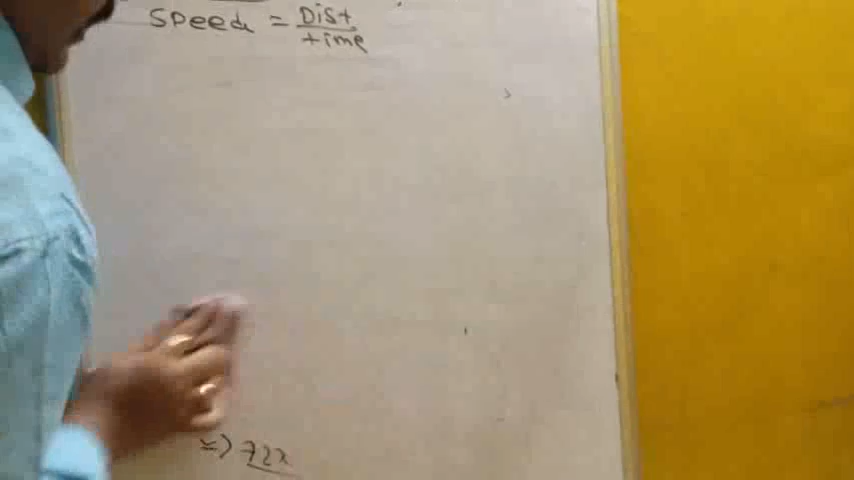 Speed = Dist
time
=> 72x